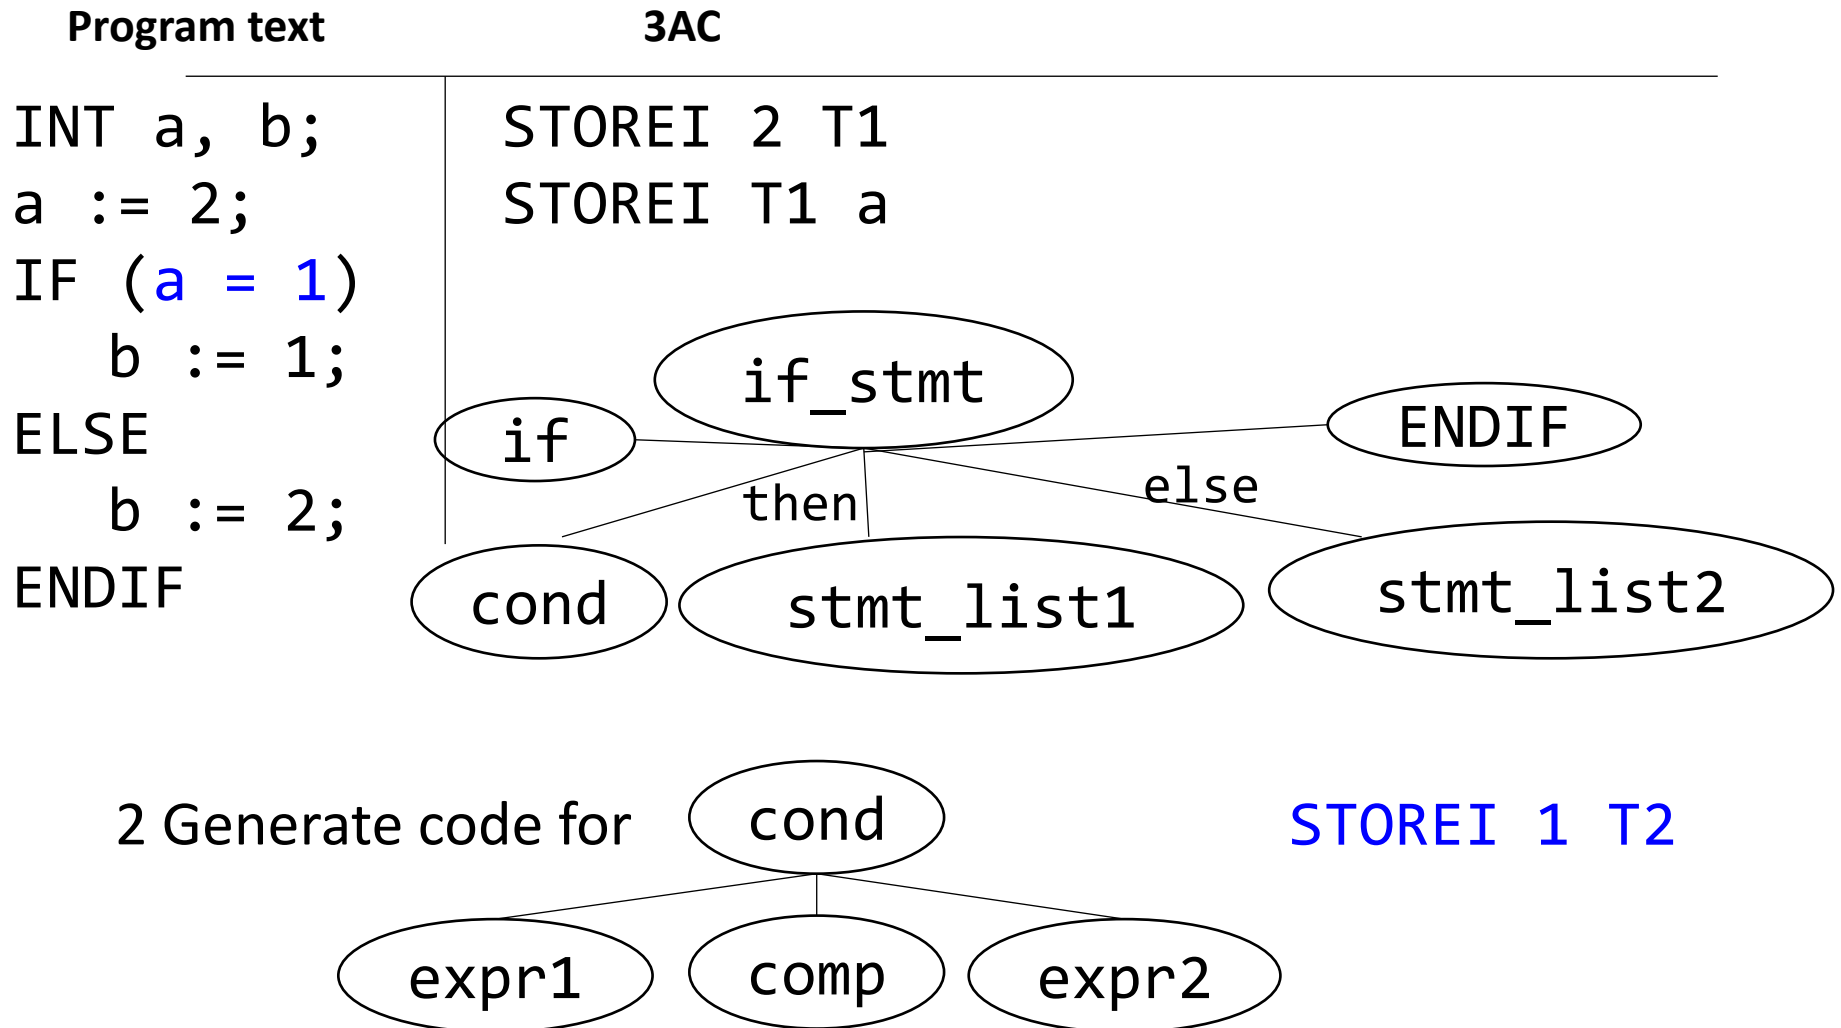 Program text 3AC
INT a, b; STOREI 2 T1
a := 2; STOREI T1 a
IF (a = 1)
b := 1;
if_stmt
ELSE
if
ENDIF
then
else
b := 2;
ENDIF
cond
stmt_list1
stmt_list2
2 Generate code for cond STOREI 1 T2
expr1 comp expr2